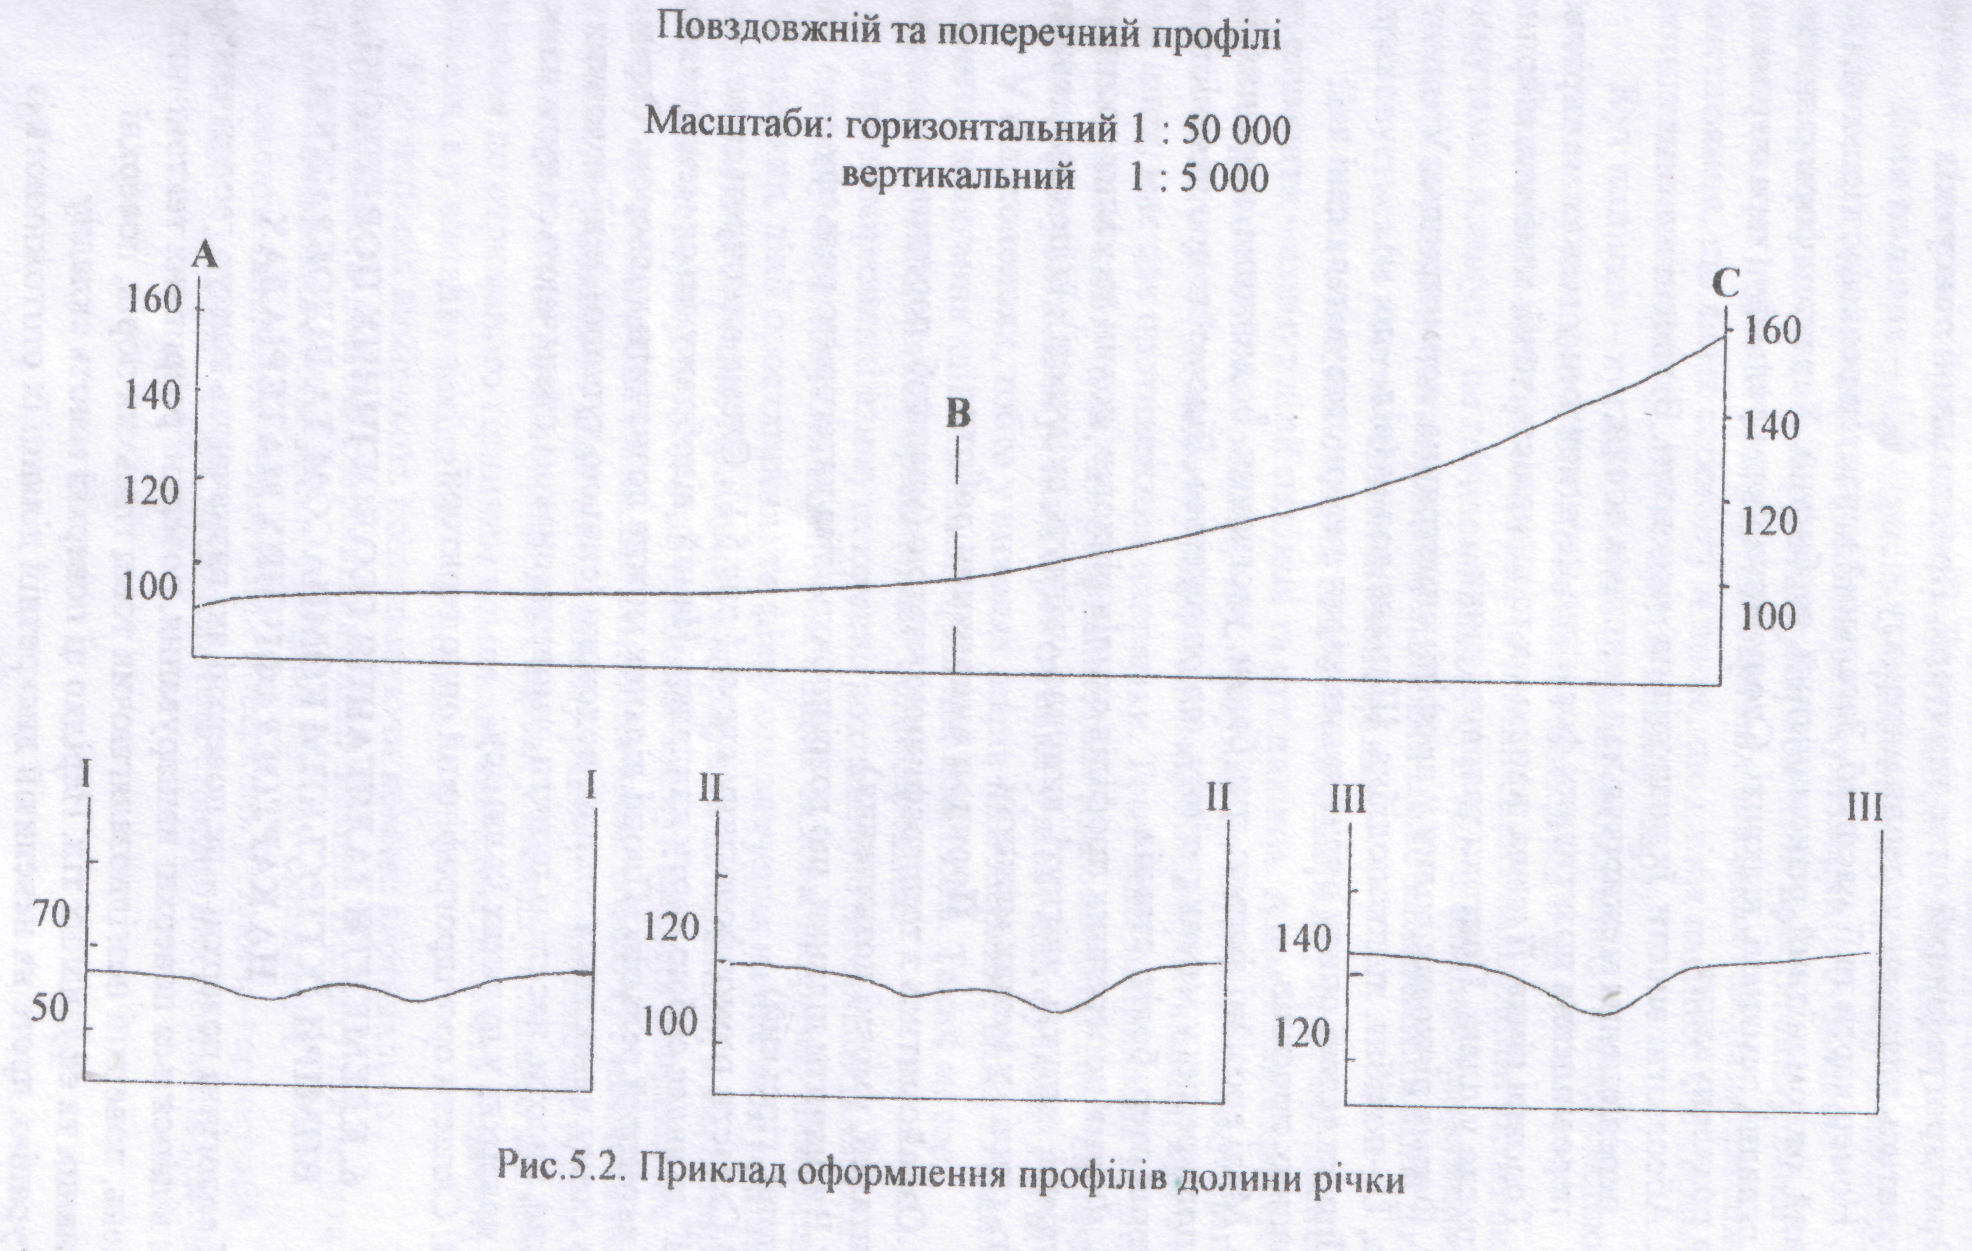 Повздовжній та поперечний профілі
Масштаби: горизонтальний 1 : 50 000
вертикальний 1 : 5 000
А
160
140
120
100
В
С
160
140
120
100
I
I
70
50
II
II
120
100
III
III
140
120
Рис.5.2. Приклад оформлення профілів долини річки